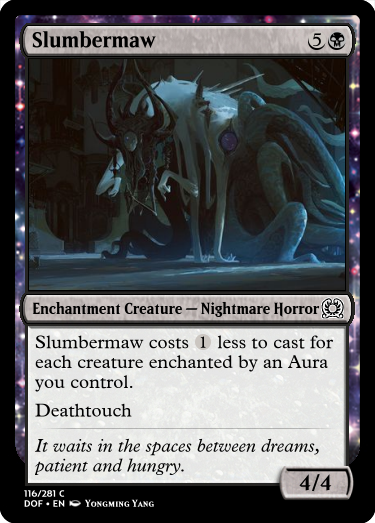 Slumbermaw 5
Enchantment Creature — Nightmare Horror
Slumbermaw costs 1 less to cast for
each creature enchanted by an Aura
you control.
Deathtouch
It waits in the spaces between dreams,
patient and hungry.
4/4
116/281 C
DOF • EN Yongming Yang